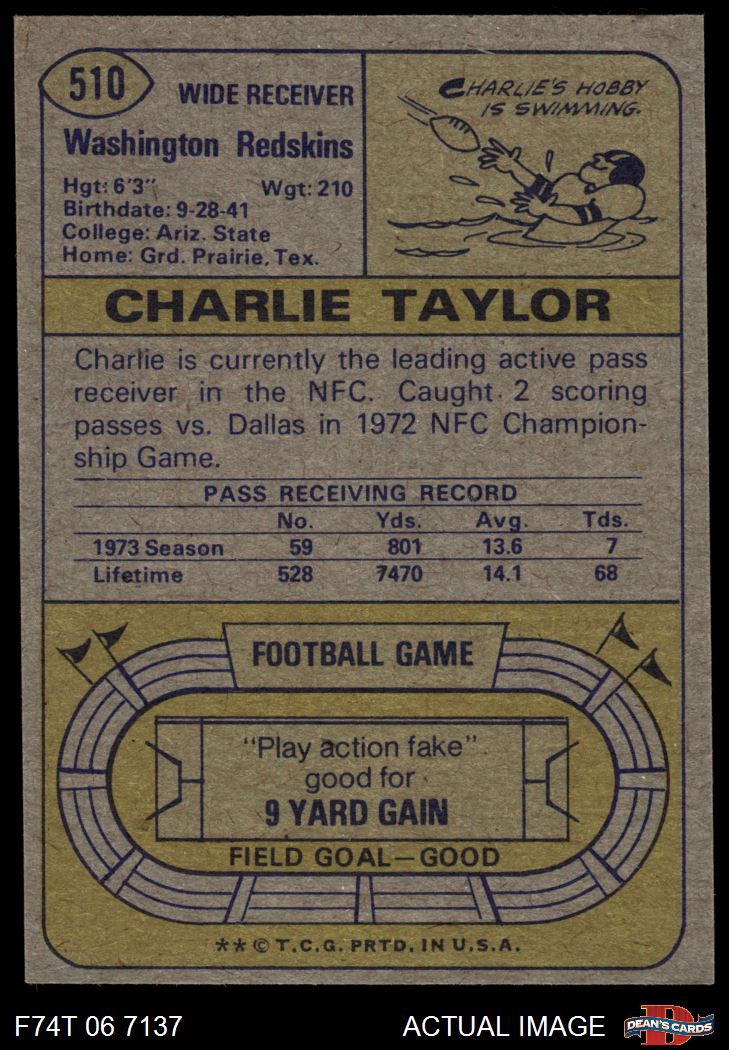 510
WIDE RECEIVER
Washington Redskins
Hgt: 6'3" Wgt: 210
Birthdate: 9-28-41
College: Ariz. State
Home: Grd. Prairie, Tex.
CHARLIE'S HOBBY
IS SWIMMING.
CHARLIE TAYLOR
Charlie is currently the leading active pass
receiver in the NFC. Caught 2 scoring
passes vs. Dallas in 1972 NFC Champion-
ship Game.
PASS RECEIVING RECORD
No. Yds. Avg. Tds.
1973 Season 59 801 13.6 7
Lifetime 528 7470 14.1 68
FOOTBALL GAME
"Play action fake"
good for
9 YARD GAIN
FIELD GOAL—GOOD
**© T.C.G. PRTD. IN U.S.A.
F74T 06 7137 ACTUAL IMAGE
D
DEAN'S CARDS